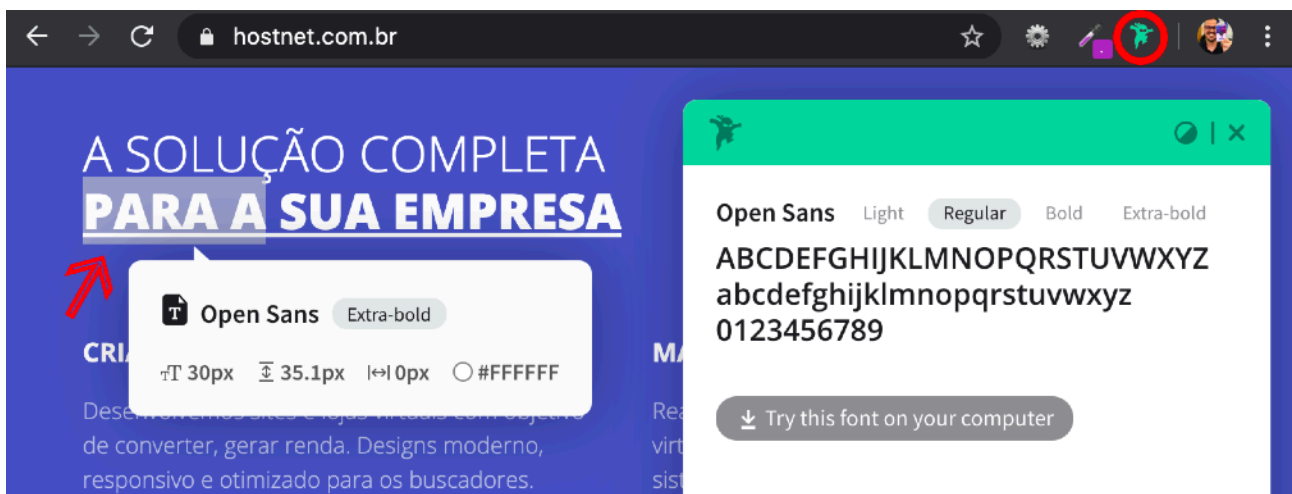 hostnet.com.br
A SOLUÇÃO COMPLETA
PARA A SUA EMPRESA
T Open Sans Extra-bold
TT 30px 35.1px 0px #FFFFFF
CRI
de converter, gerar renda. Designs moderno,
responsivo e otimizado para os buscadores.
MA
Rea
virt
sist
Open Sans Light Regular Bold Extra-bold
ABCDEFGHIJKLMNOPQRSTUVWXYZ
abcdefghijklmnopqrstuvwxyz
0123456789
Try this font on your computer